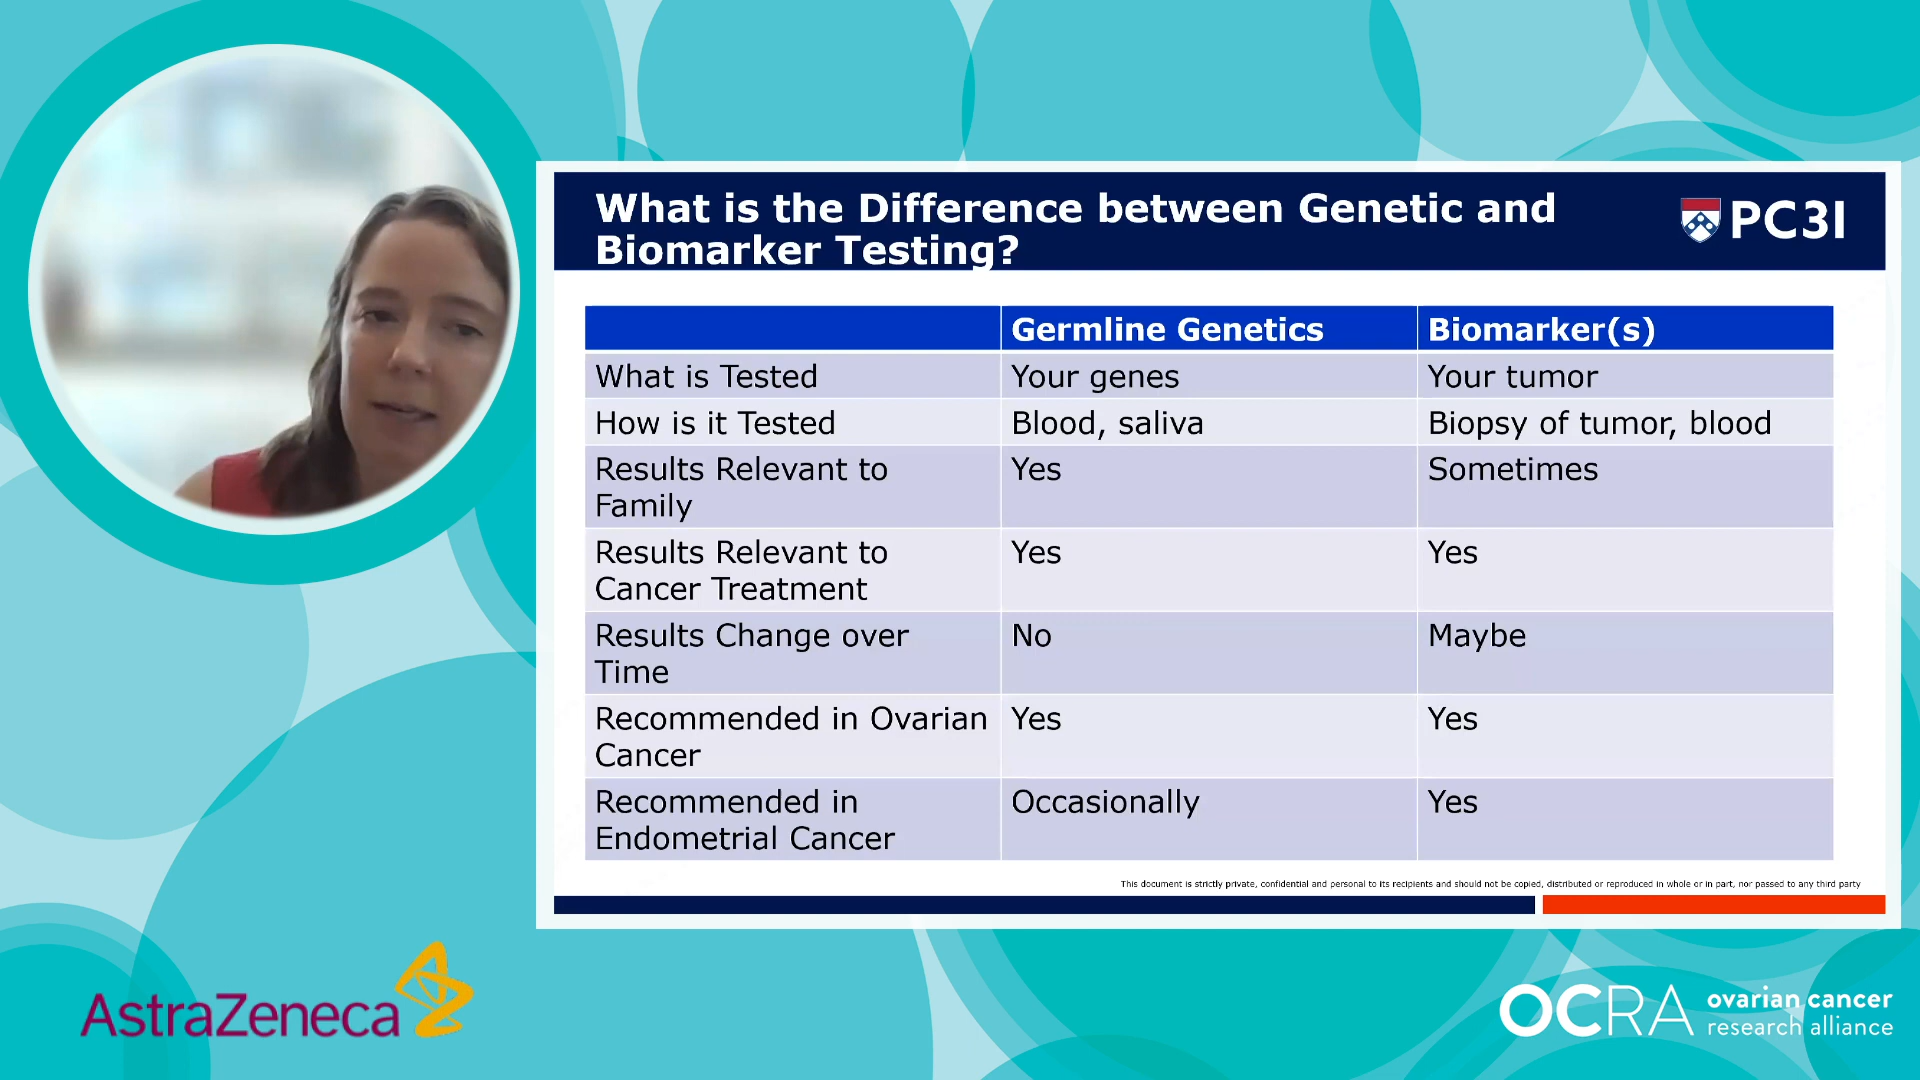 What is the Difference between Genetic and
Biomarker Testing?
PC3I
Germline Genetics
Biomarker(s)
What is Tested
Your genes
Your tumor
How is it Tested
Blood, saliva
Biopsy of tumor, blood
Results Relevant to
Family
Yes
Sometimes
Results Relevant to
Cancer Treatment
Yes
Yes
Results Change over
Time
No
Maybe
Recommended in Ovarian
Cancer
Yes
Yes
Recommended in
Endometrial Cancer
Occasionally
Yes
This document is strictly private, confidential and personal to its recipients and should not be copied, distributed or reproduced in whole or in part, nor passed to any third party
AstraZeneca
OCRA
ovarian cancer
research alliance